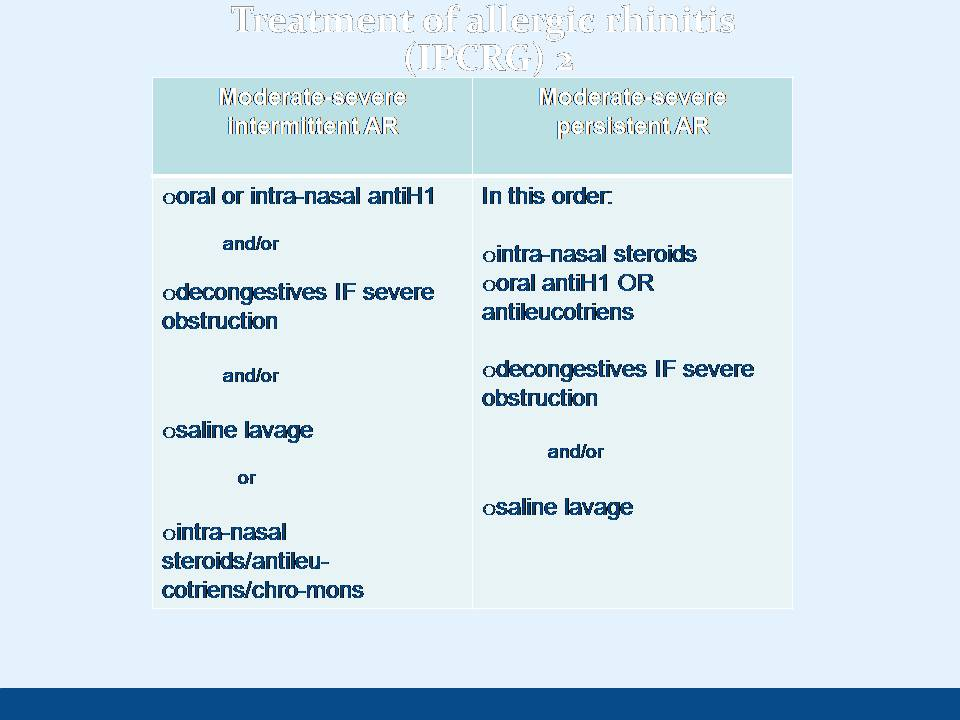 Treatment of allergic rhinitis
(IPCRG) 2
Moderate-severe
intermittent AR
Moderate-severe
persistent AR
oral or intra-nasal antiH1
and/or
decongestives IF severe
obstruction
and/or
saline lavage
or
intra-nasal
steroids/antileu-
cotriens/chro-mons
In this order:
intra-nasal steroids
oral antiH1 OR
antileucotriens
decongestives IF severe
obstruction
and/or
saline lavage